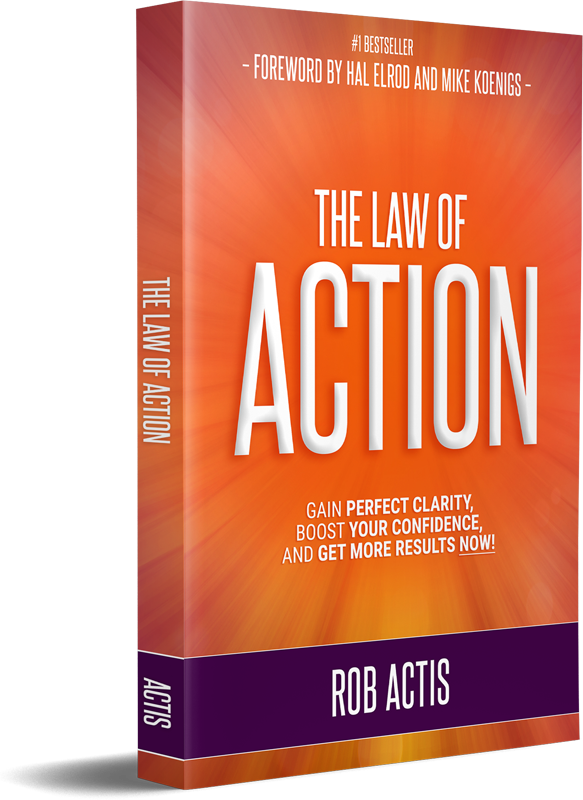 #1 BESTSELLER
– FOREWORD BY HAL ELROD AND MIKE KOENIGS –
THE LAW OF
ACTION
GAIN PERFECT CLARITY,
BOOST YOUR CONFIDENCE,
AND GET MORE RESULTS NOW!
ROB ACTIS
THE LAW OF ACTION
ACTIS